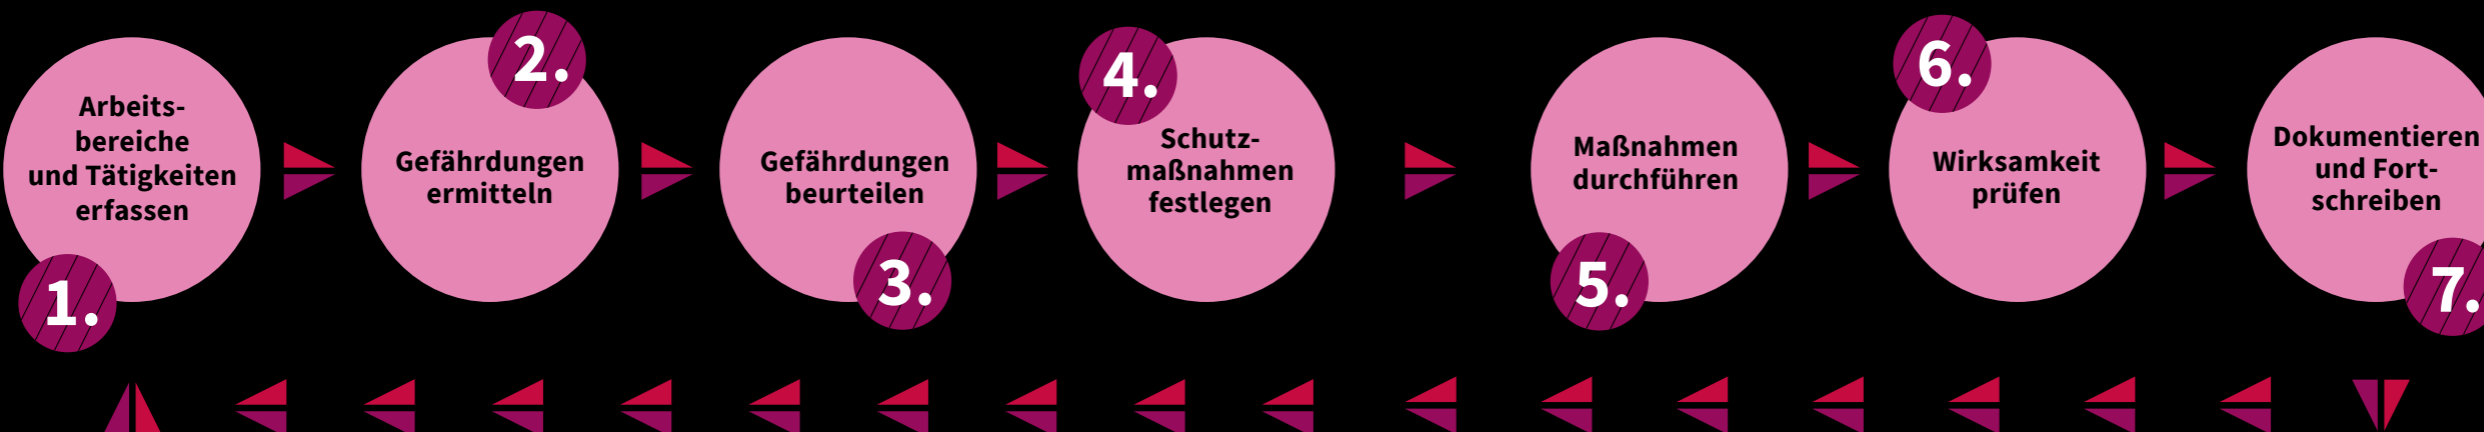 1.
Arbeits-
bereiche
und Tätigkeiten
erfassen
2.
Gefährdungen
ermitteln
3.
Gefährdungen
beurteilen
4.
Schutz-
maßnahmen
festlegen
5.
Maßnahmen
durchführen
6.
Wirksamkeit
prüfen
7.
Dokumentieren
und Fort-
schreiben